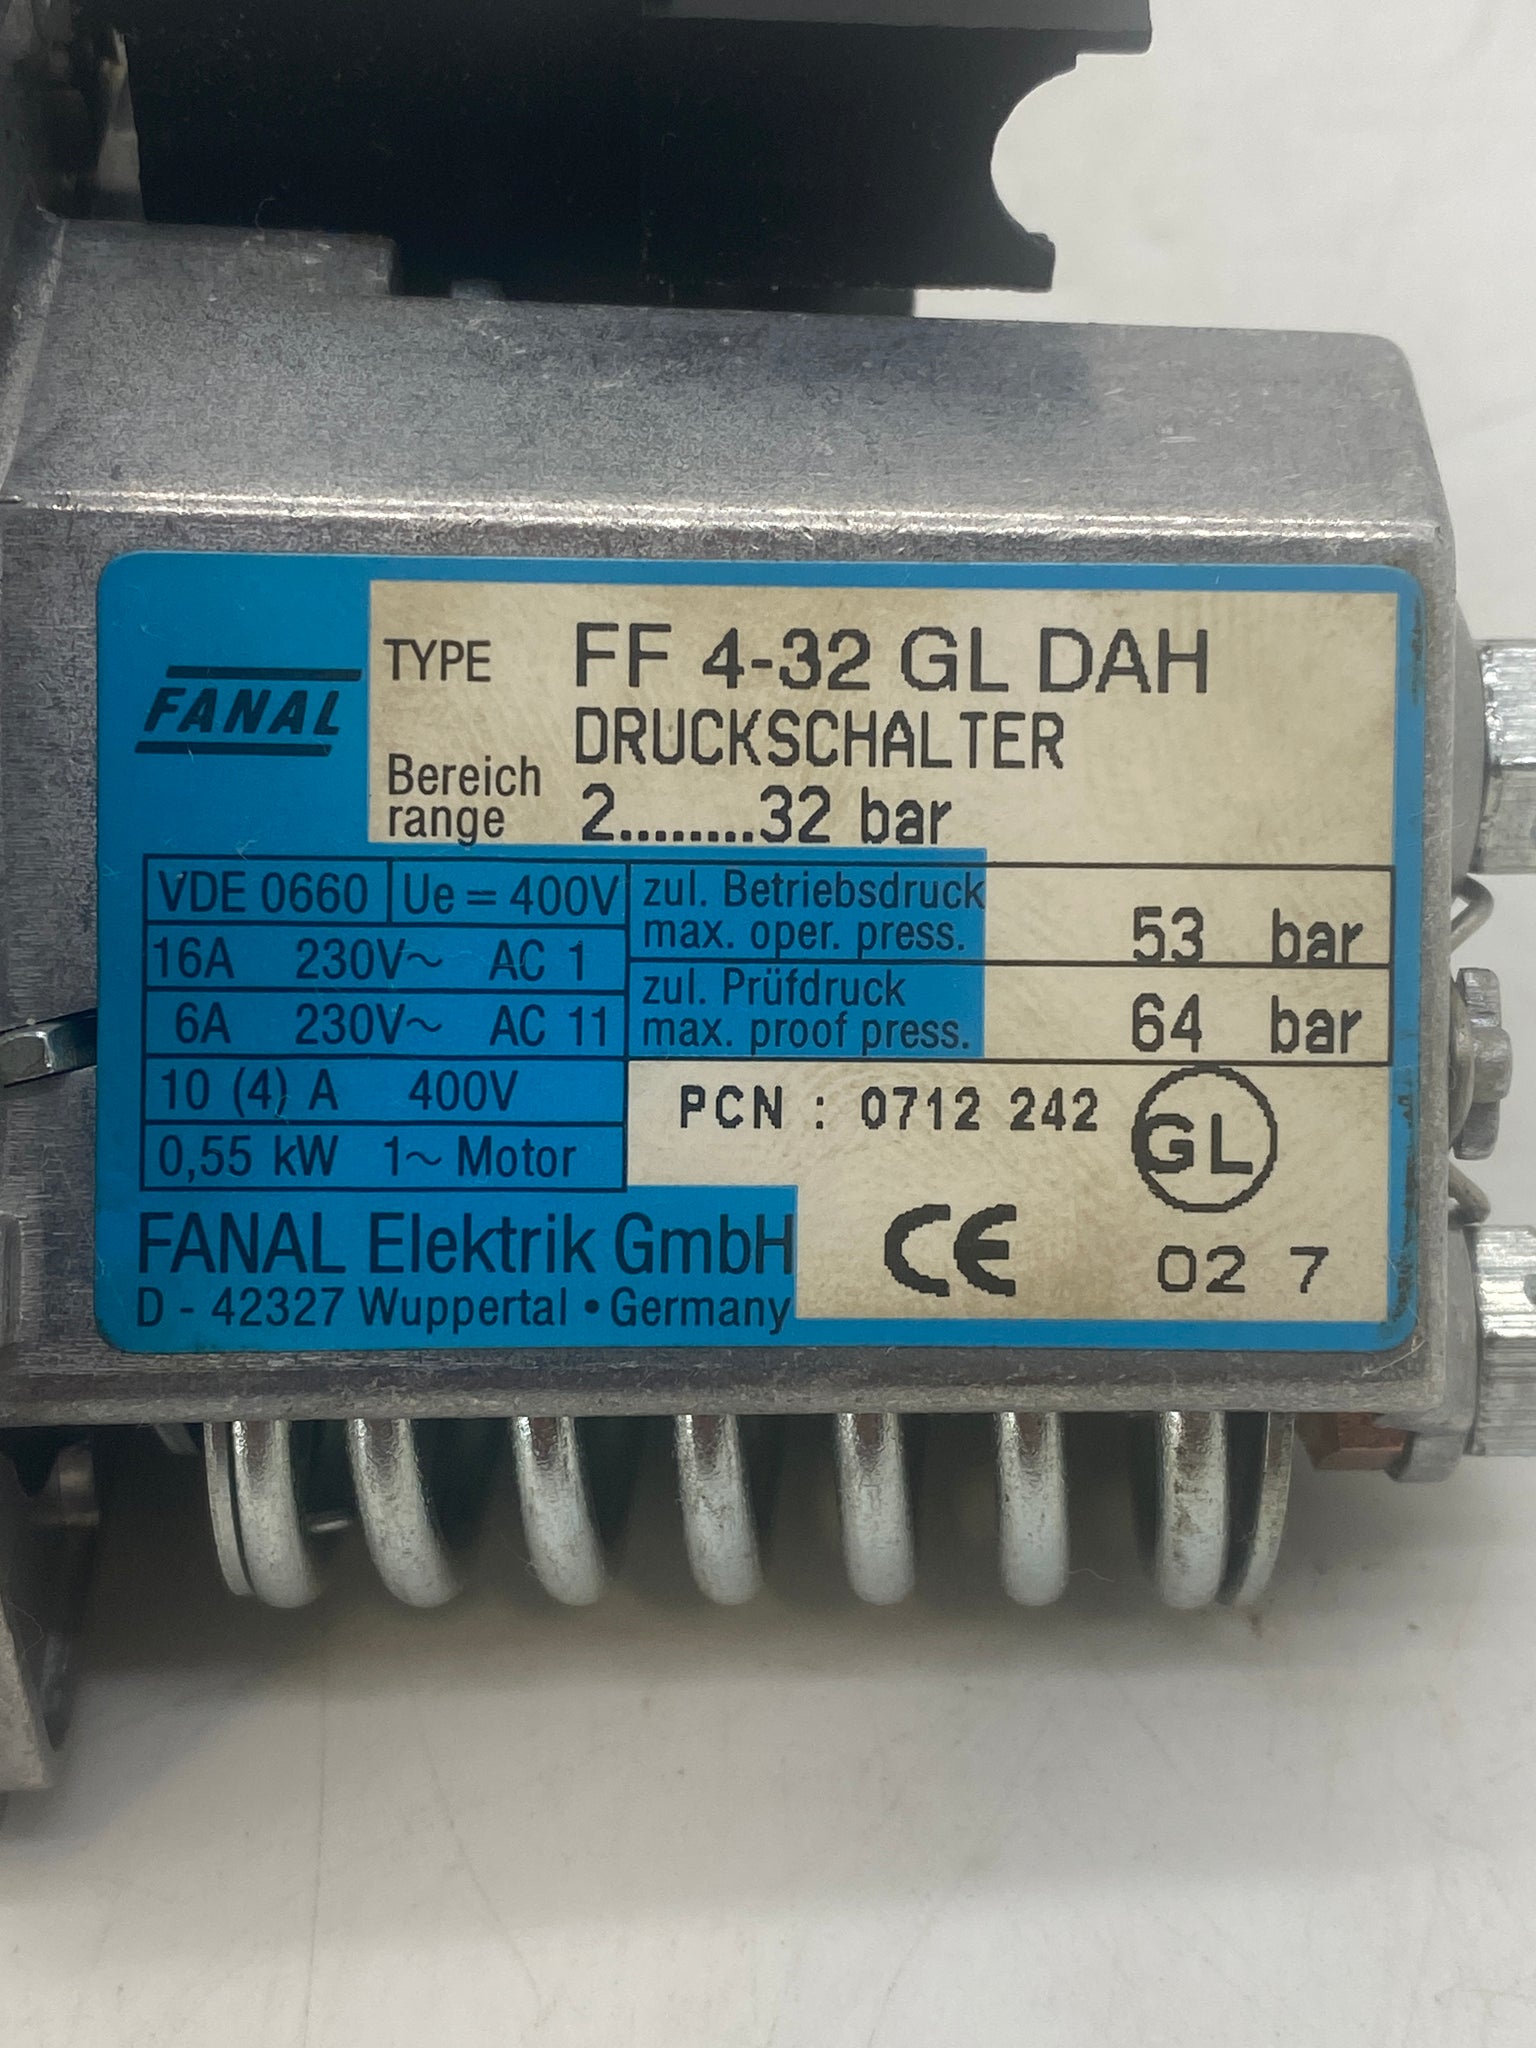 FANAL
TYPE FF 4-32 GL DAH
DRUCKSCHALTER
Bereich
range 2........32 bar
VDE 0660 Ue = 400V
16A 230V~ AC 1
6A 230V~ AC 11
10 (4) A 400V
0,55 kW 1~ Motor
zul. Betriebsdruck
max. oper. press. 53 bar
zul. Prüfdruck
max. proof press. 64 bar
PCN : 0712 242 GL
FANAL Elektrik GmbH
D - 42327 Wuppertal • Germany
CE
02 7